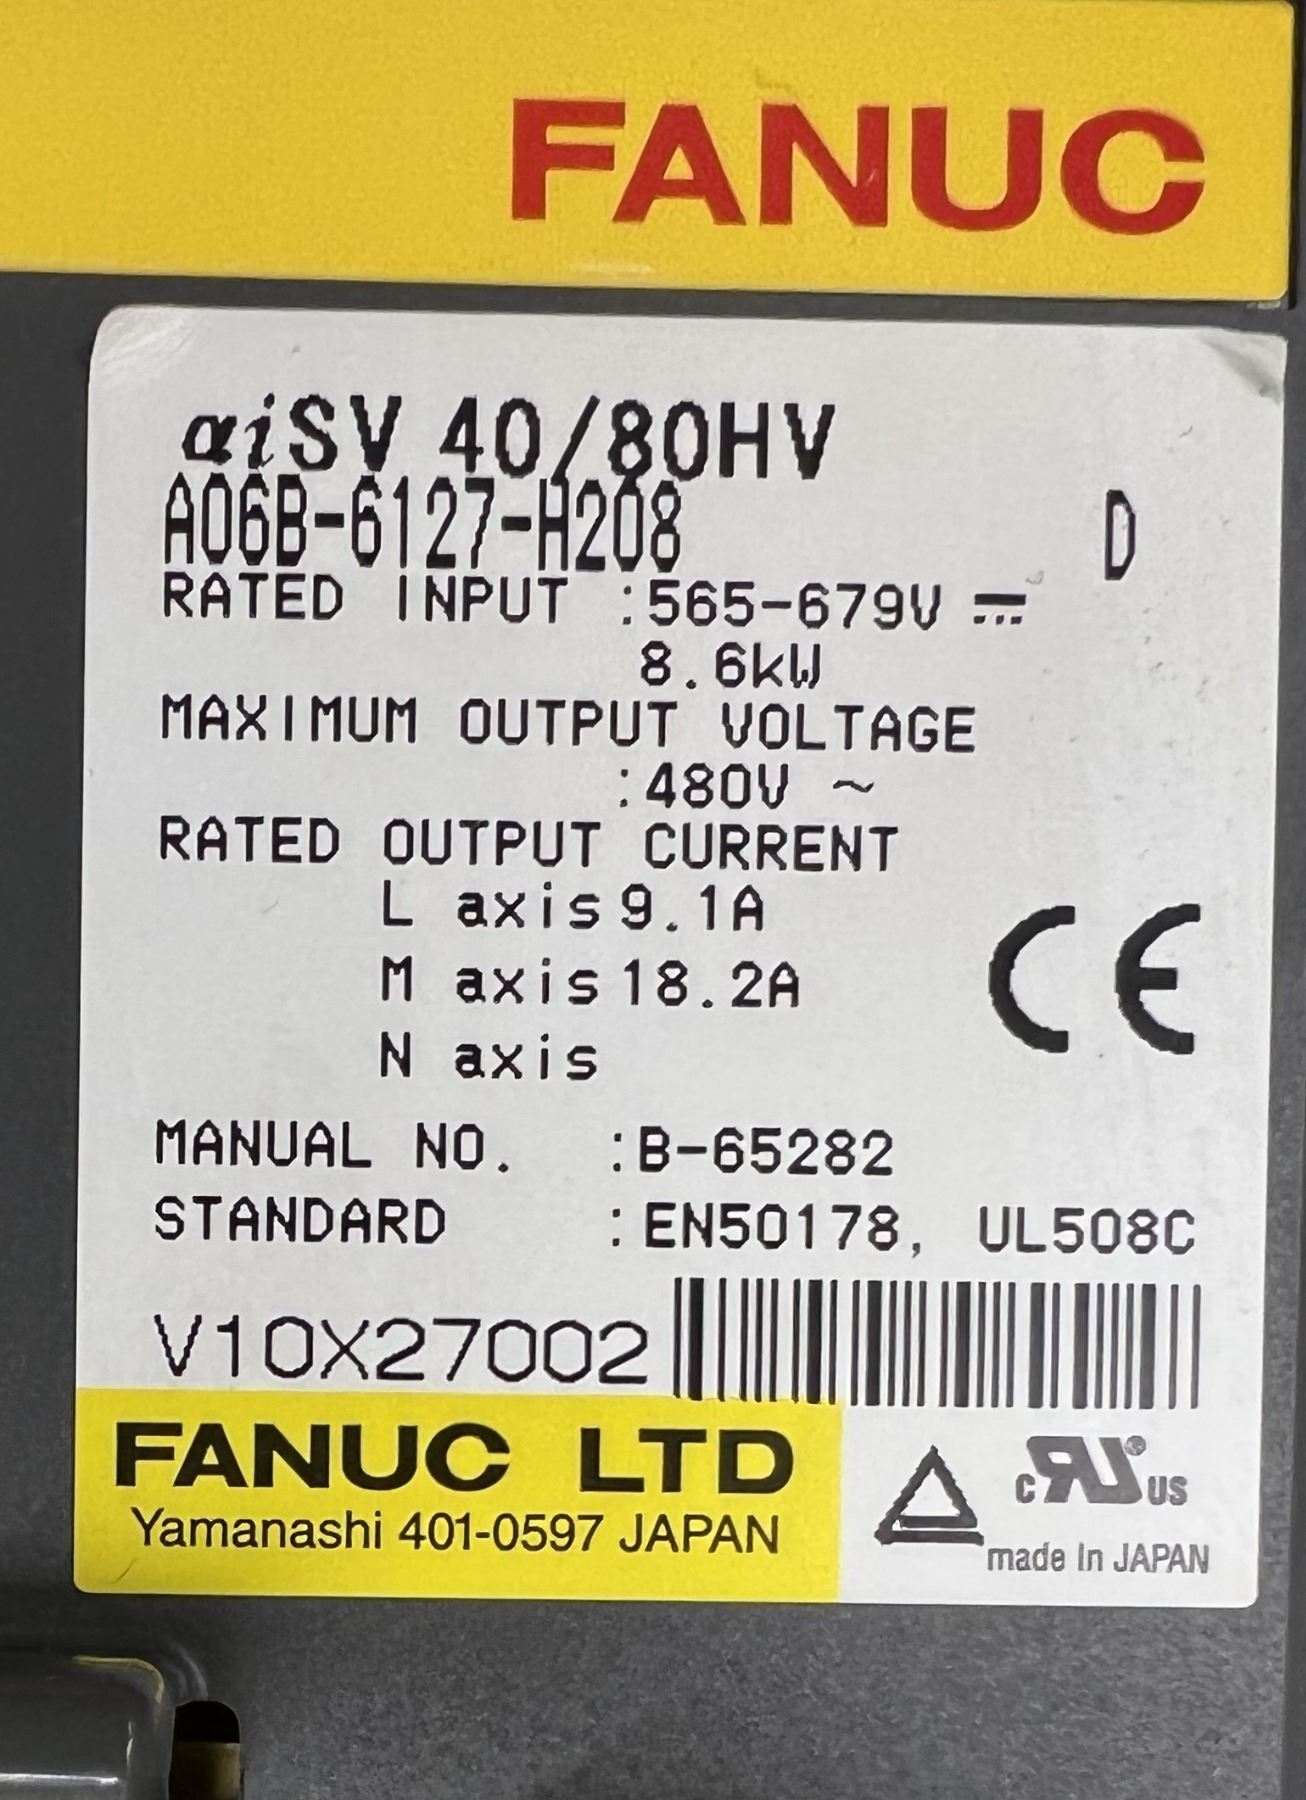 FANUC
αiSV 40/80HV
A06B-6127-H208 D
RATED INPUT :565-679V ⎓
8.6kW
MAXIMUM OUTPUT VOLTAGE
:480V ~
RATED OUTPUT CURRENT
L axis 9.1A
M axis 18.2A
N axis
MANUAL NO. :B-65282
STANDARD :EN50178, UL508C
V10X27002
FANUC LTD
Yamanashi 401-0597 JAPAN
c RU® US
made In JAPAN
CE